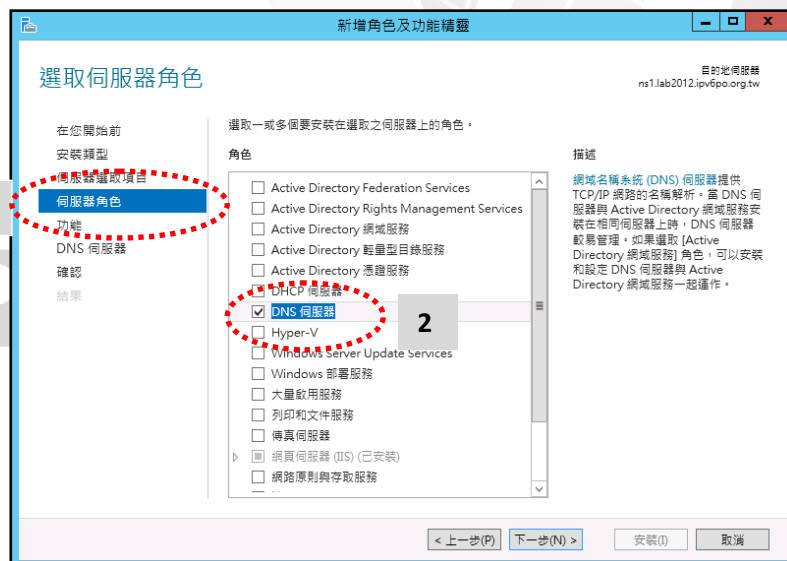 新增角色及功能精靈
選取伺服器角色
目的地伺服器
ns1.lab2012.ipv6po.org.tw
在您開始前
安裝類型
伺服器選取項目
伺服器角色
功能
DNS 伺服器
確認
結果
選取一或多個要安裝在選取之伺服器上的角色。
角色
Active Directory Federation Services
Active Directory Rights Management Services
Active Directory 網域服務
Active Directory 輕量型目錄服務
Active Directory 憑證服務
DHCP 伺服器
DNS 伺服器
Hyper-V
Windows Server Update Services
Windows 部署服務
大量啟用服務
列印和文件服務
傳真伺服器
網頁伺服器 (IIS) (已安裝)
網路原則與存取服務
2
描述
網域名稱系統 (DNS) 伺服器提供
TCP/IP 網路的名稱解析。當 DNS 伺
服器與 Active Directory 網域服務安
裝在相同伺服器上時，DNS 伺服器
較易管理。如果選取 [Active
Directory 網域服務] 角色，可以安裝
和設定 DNS 伺服器與 Active
Directory 網域服務一起運作。
< 上一步(P)
下一步(N) >
安裝(I)
取消